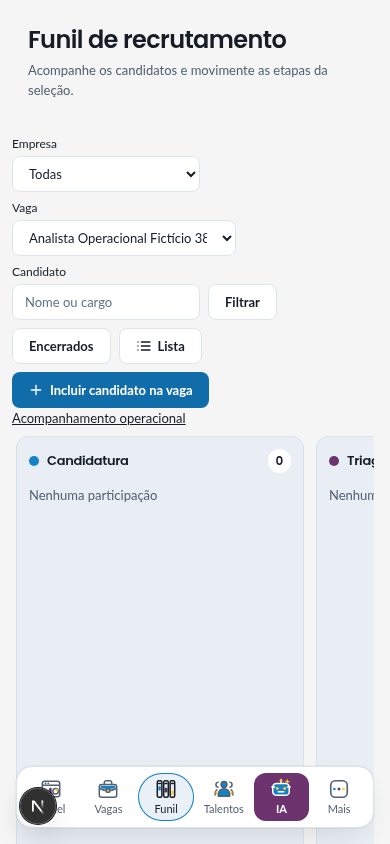 Funil de recrutamento
Acompanhe os candidatos e movimente as etapas da
seleção.
Empresa
Todas
Vaga
Analista Operacional Fictício 38
Candidato
Nome ou cargo
Filtrar
Encerrados
Lista
+ Incluir candidato na vaga
Acompanhamento operacional
Candidatura
0
Nenhuma participação
N
Vagas
Funil
Talentos
IA
Mais